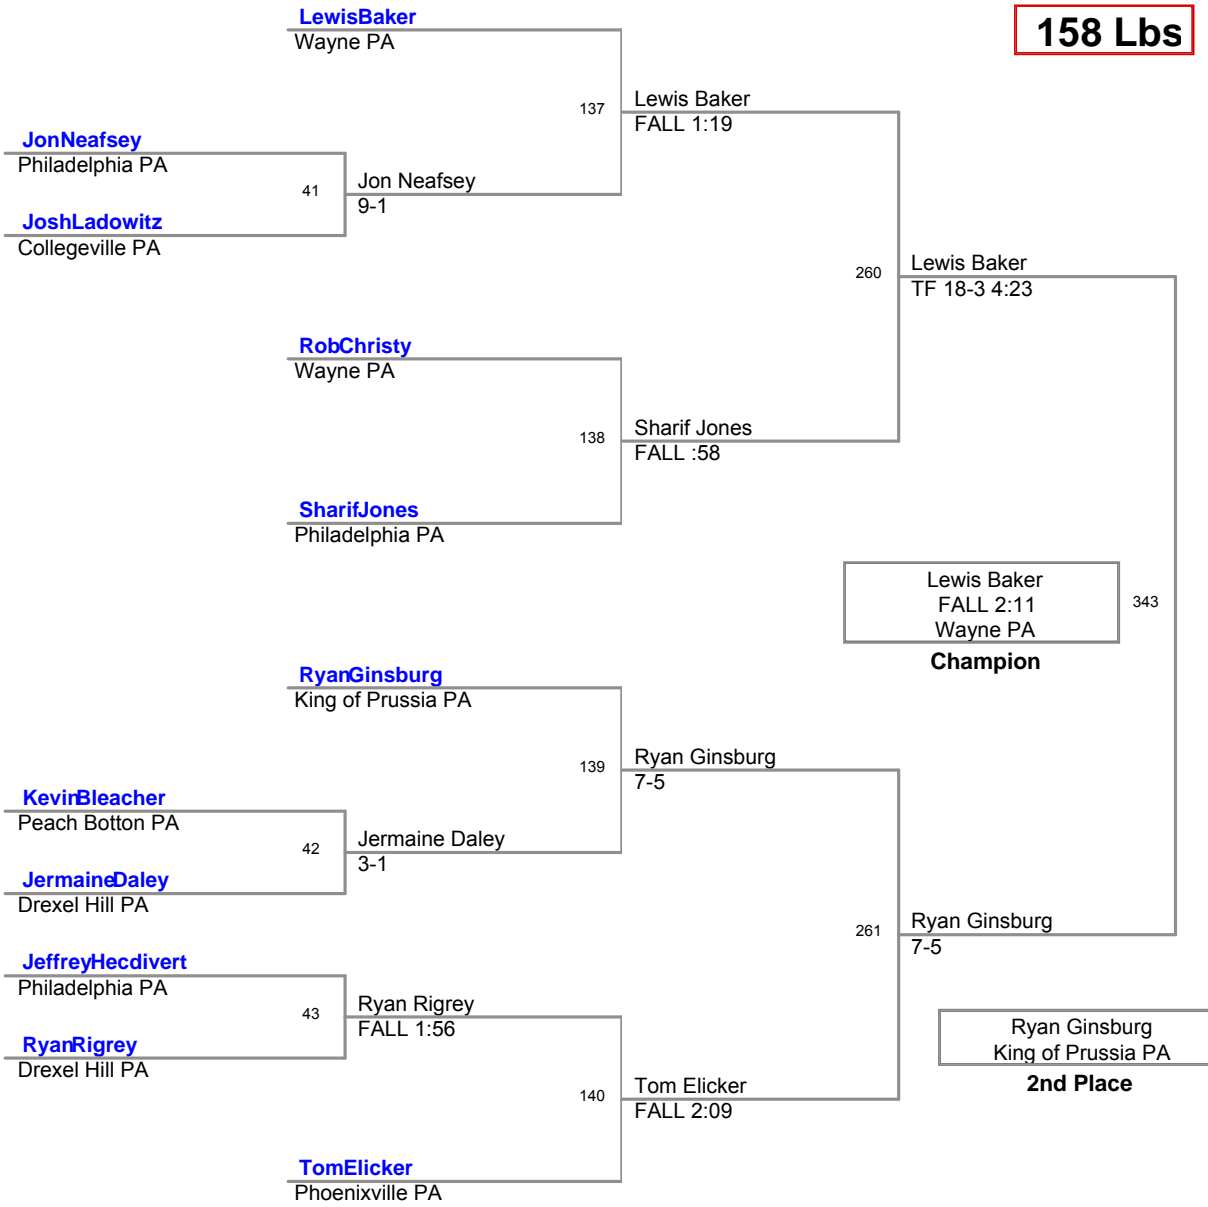 LewisBaker
Wayne PA
158 Lbs
137
Lewis Baker
FALL 1:19
JonNeafsey
Philadelphia PA
41
Jon Neafsey
9-1
JoshLadowitz
Collegeville PA
260
Lewis Baker
TF 18-3 4:23
RobChristy
Wayne PA
138
Sharif Jones
FALL :58
SharifJones
Philadelphia PA
Lewis Baker
FALL 2:11
Wayne PA
343
Champion
RyanGinsburg
King of Prussia PA
139
Ryan Ginsburg
7-5
KevinBleacher
Peach Botton PA
42
Jermaine Daley
3-1
JermaineDaley
Drexel Hill PA
261
Ryan Ginsburg
7-5
JeffreyHecdivert
Philadelphia PA
43
Ryan Rigrey
FALL 1:56
RyanRigrey
Drexel Hill PA
Ryan Ginsburg
King of Prussia PA
2nd Place
140
Tom Elicker
FALL 2:09
TomElicker
Phoenixville PA